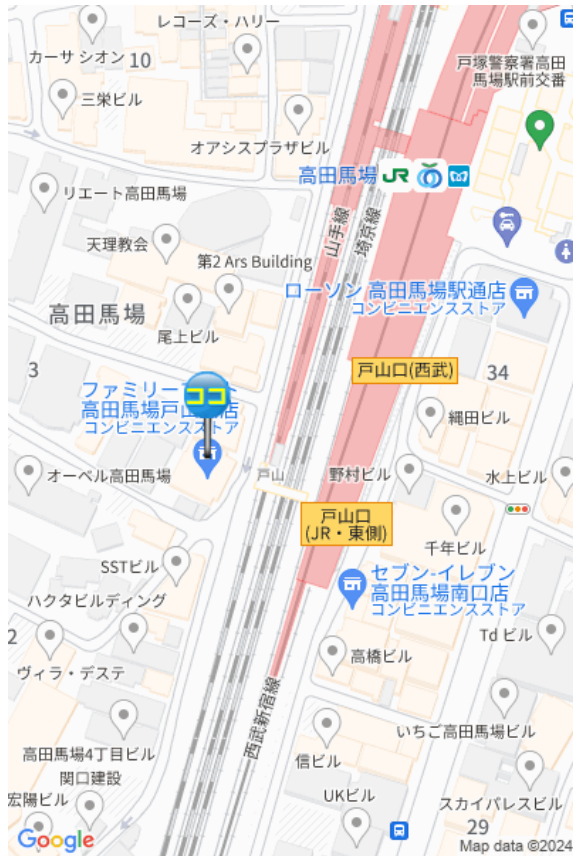 レコーズ・ハリー
カーサ シオン
10
戸塚警察署高田
馬場駅前交番
三栄ビル
オアシスプラザビル
高田馬場
JR
リエート高田馬場
山手線
埼京線
天理教会
第2 Ars Building
ローソン 高田馬場駅通店
コンビニエンスストア
高田馬場
尾上ビル
3
戸山口(西武)
34
ココ
ファミリー
高田馬場戸山
店
コンビニエンスストア
縄田ビル
オーベル高田馬場
戸山
野村ビル
水上ビル
戸山口
(JR・東側)
千年ビル
SSTビル
セブン-イレブン
高田馬場南口店
コンビニエンスストア
ハクタビルディング
2
Td ビル
ヴィラ・デステ
高橋ビル
西武新宿線
いちご高田馬場ビル
高田馬場4丁目ビル
信ビル
関口建設
宏陽ビル
UKビル
スカイパレスビル
29
Google
Map data ©2024